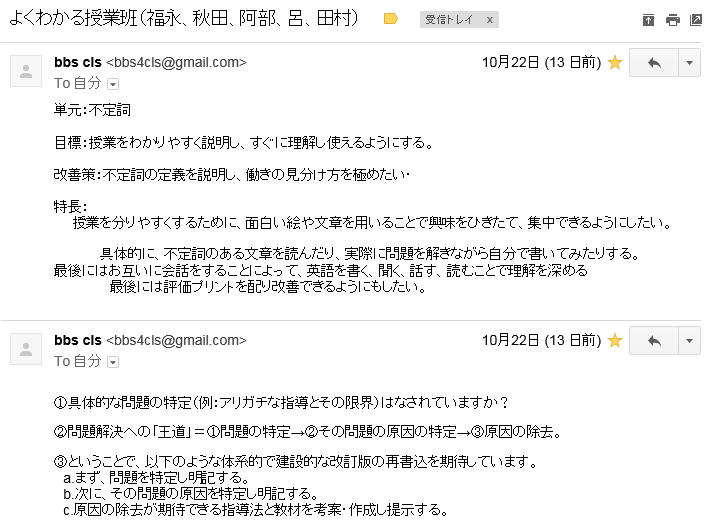 よくわかる授業班(福永、秋田、阿部、呂、田村) 受信トレイ x
bbs cls <bbs4cls@gmail.com> 10月22日 (13 日前)
To 自分
単元:不定詞
目標:授業をわかりやすく説明し、すぐに理解し使えるようにする。
改善策:不定詞の定義を説明し、働きの見分け方を極めたい・
特長:
授業を分りやすくするために、面白い絵や文章を用いることで興味をひきたて、集中できるようにしたい。
具体的に、不定詞のある文章を読んだり、実際に問題を解きながら自分で書いてみたりする。
最後にはお互いに会話をすることによって、英語を書く、聞く、話す、読むことで理解を深める
最後には評価プリントを配り改善できるようにもしたい。
bbs cls <bbs4cls@gmail.com> 10月22日 (13 日前)
To 自分
①具体的な問題の特定(例:アリガチな指導とその限界)はなされていますか?
②問題解決への「王道」=①問題の特定→②その問題の原因の特定→③原因の除去。
③ということで、以下のような体系的で建設的な改訂版の再書込を期待しています。
a.まず、問題を特定し明記する。
b.次に、その問題の原因を特定し明記する。
c.原因の除去が期待できる指導法と教材を考案・作成し提示する。